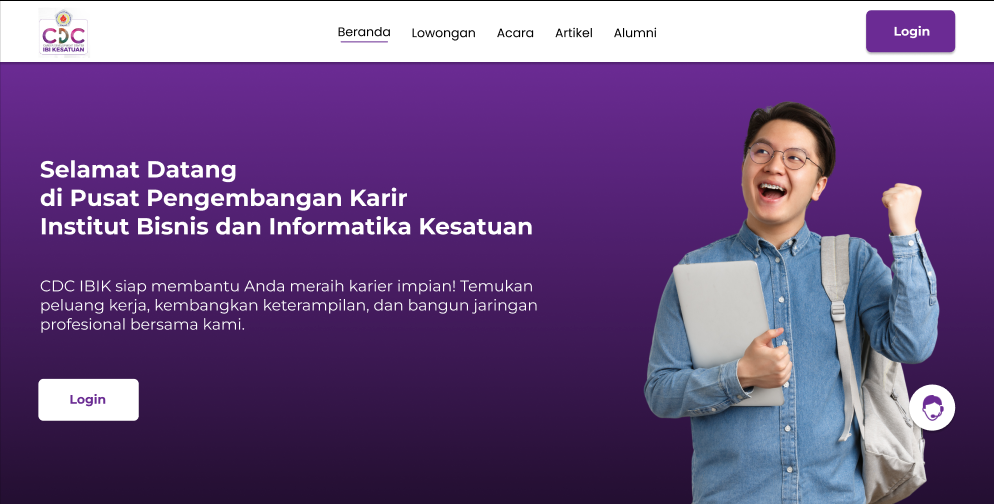 CDC
IBI KESATUAN
Beranda
Lowongan
Acara
Artikel
Alumni
Login
Selamat Datang
di Pusat Pengembangan Karir
Institut Bisnis dan Informatika Kesatuan
CDC IBIK siap membantu Anda meraih karier impian! Temukan
peluang kerja, kembangkan keterampilan, dan bangun jaringan
profesional bersama kami.
Login